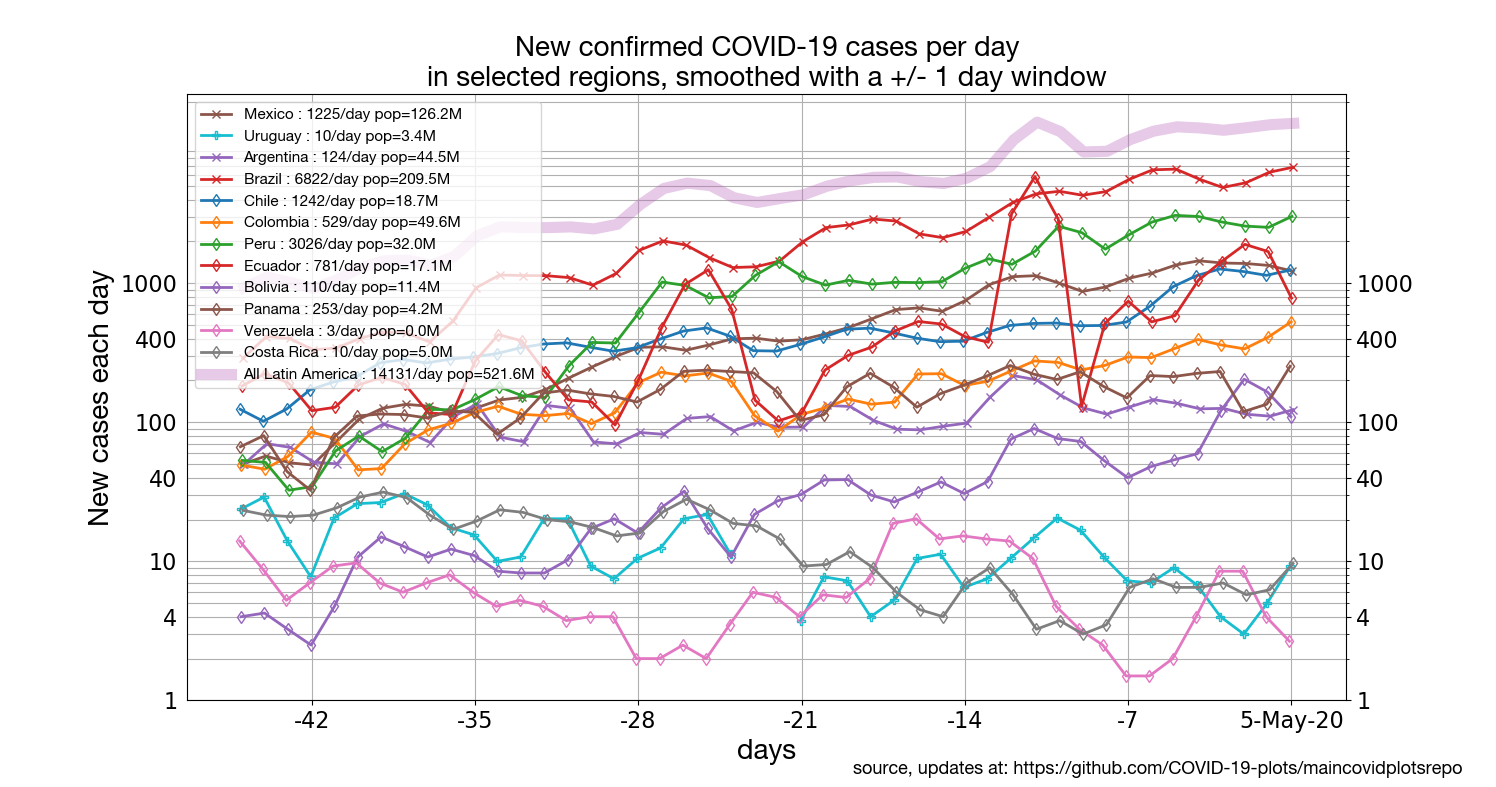 New confirmed COVID-19 cases per day
in selected regions, smoothed with a +/- 1 day window
Mexico : 1225/day pop=126.2M
Uruguay : 10/day pop=3.4M
Argentina : 124/day pop=44.5M
Brazil : 6822/day pop=209.5M
Chile : 1242/day pop=18.7M
Colombia : 529/day pop=49.6M
Peru : 3026/day pop=32.0M
Ecuador : 781/day pop=17.1M
Bolivia : 110/day pop=11.4M
Panama : 253/day pop=4.2M
Venezuela : 3/day pop=0.0M
Costa Rica : 10/day pop=5.0M
All Latin America : 14131/day pop=521.6M
New cases each day
1000
400
100
40
10
4
1
1000
400
100
40
10
4
1
-42 -35 -28 -21 -14 -7 5-May-20
days
source, updates at: https://github.com/COVID-19-plots/maincovidplotsrepo